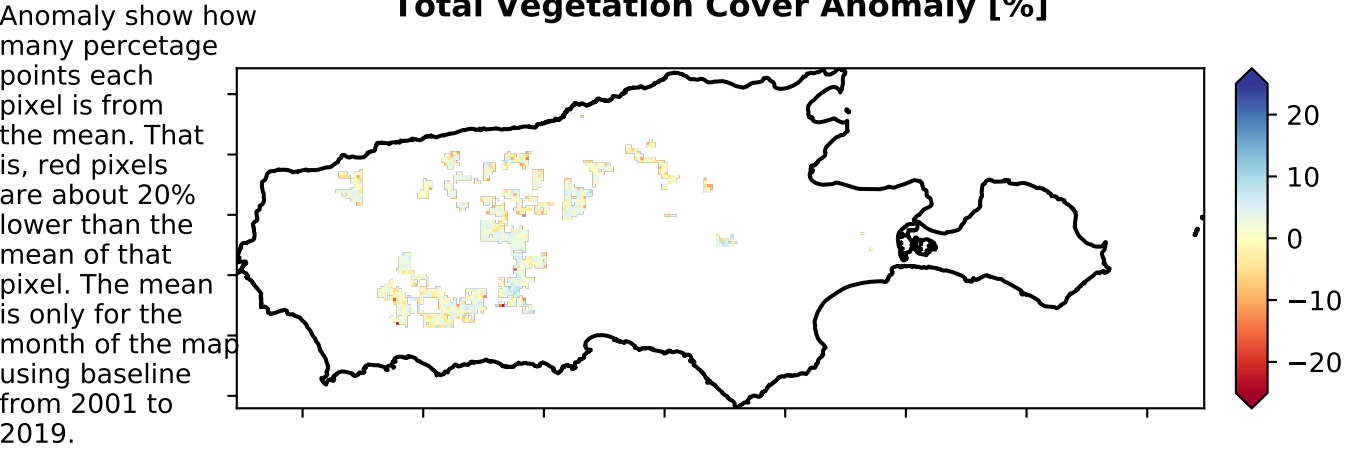 Total Vegetation Cover Anomaly [%]
Anomaly show how
many percetage
points each
pixel is from
the mean. That
is, red pixels
are about 20%
lower than the
mean of that
pixel. The mean
is only for the
month of the map
using baseline
from 2001 to
2019.
20
10
0
−10
−20